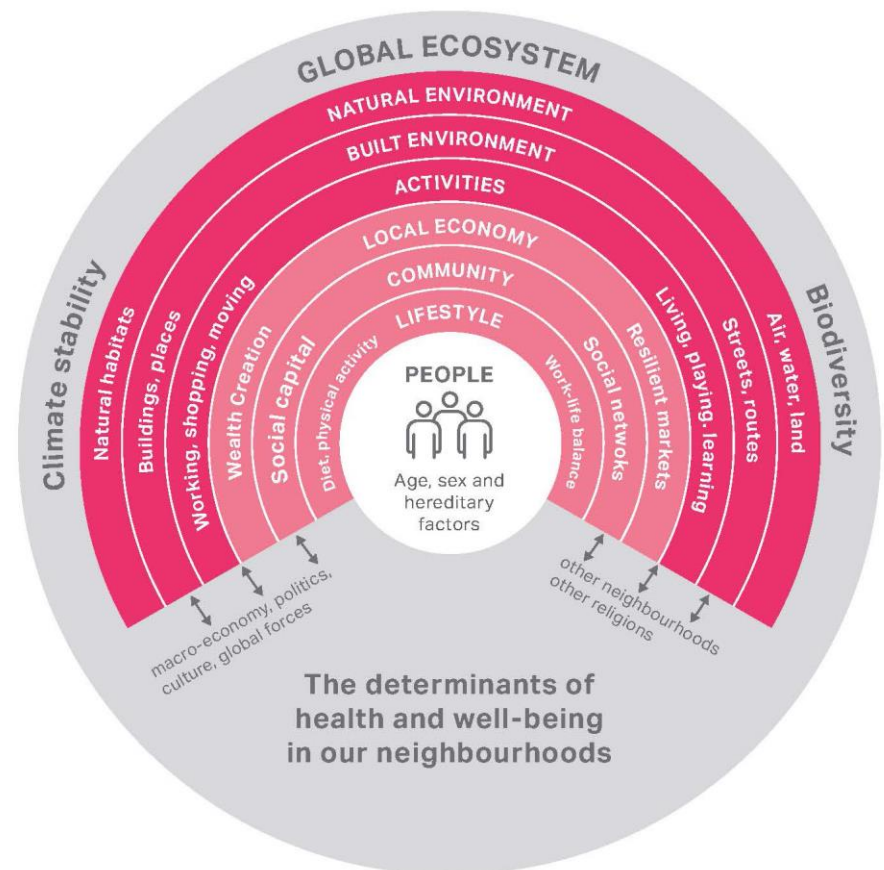 GLOBAL ECOSYSTEM
Climate stability
Biodiversity
NATURAL ENVIRONMENT
Natural habitats
Air, water, land
BUILT ENVIRONMENT
Buildings, places
Streets, routes
ACTIVITIES
Working, shopping, moving
Living, playing. learning
LOCAL ECONOMY
Wealth Creation
Resilient markets
COMMUNITY
Social capital
Social netwoks
LIFESTYLE
Diet, physical activity
Work-life balance
PEOPLE
Age, sex and
hereditary
factors
macro-economy, politics,
culture, global forces
other neighbourhoods
other religions
The determinants of
health and well-being
in our neighbourhoods